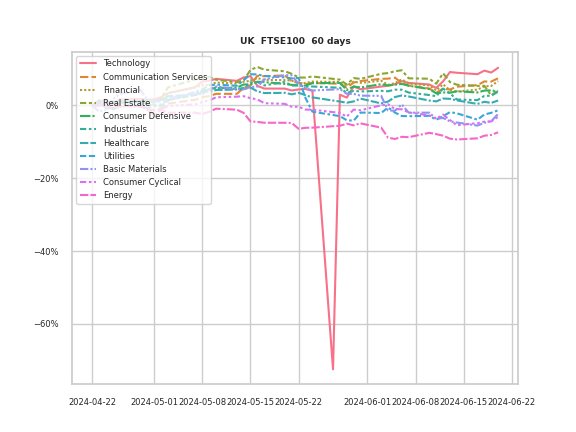 UK  FTSE100  60 days
Technology
Communication Services
Financial
Real Estate
Consumer Defensive
Industrials
Healthcare
Utilities
Basic Materials
Consumer Cyclical
Energy
0%
−20%
−40%
−60%
2024-04-22 2024-05-01 2024-05-08 2024-05-15 2024-05-22 2024-06-01 2024-06-08 2024-06-15 2024-06-22